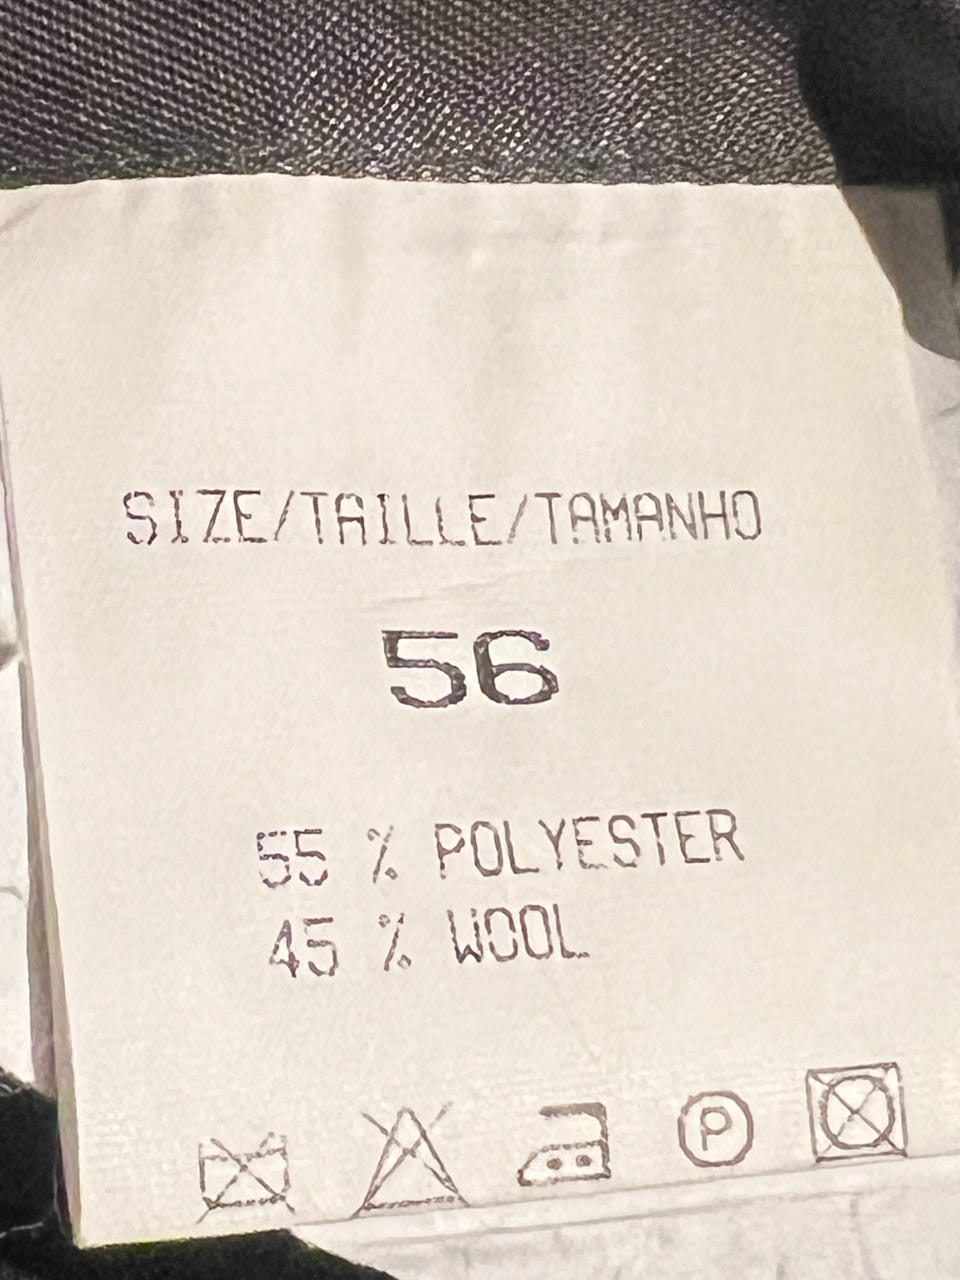 SIZE/TAILLE/TAMANHO
56
55 % POLYESTER
45 % WOOL
P